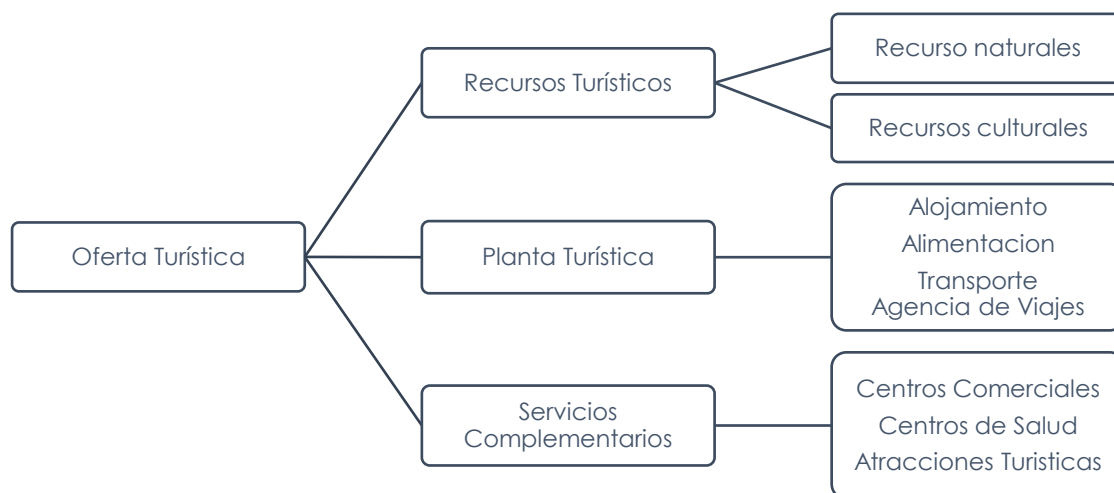 Recurso naturales
Recursos Turísticos
Recursos culturales
Oferta Turística
Planta Turística
Alojamiento
Alimentacion
Transporte
Agencia de Viajes
Servicios
Complementarios
Centros Comerciales
Centros de Salud
Atracciones Turisticas